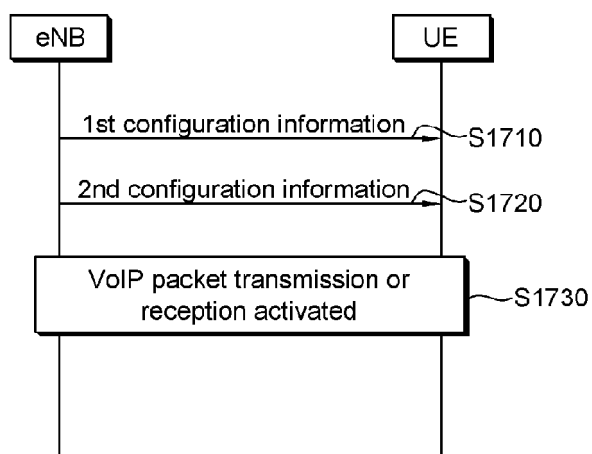 eNB
UE
1st configuration information
S1710
2nd configuration information
S1720
VoIP packet transmission or
reception activated
S1730